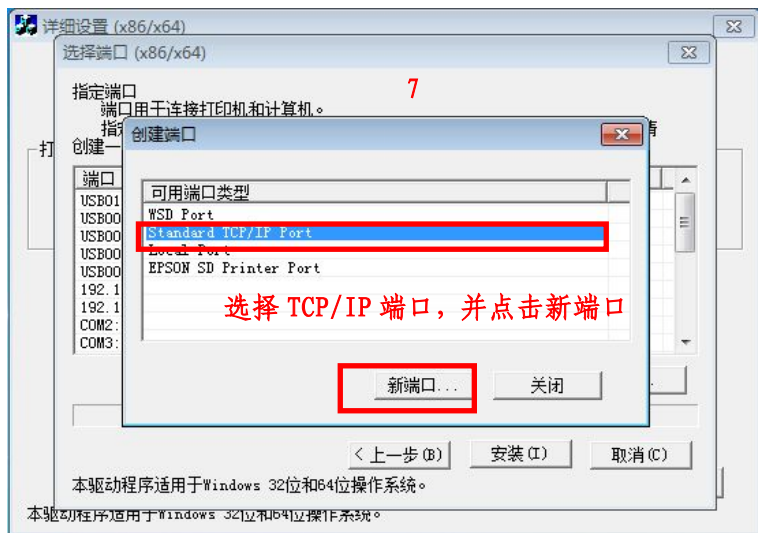 详细设置 (x86/x64)
选择端口 (x86/x64)
指定端口
端口用于连接打印机和计算机。
7
创建端口
打
创建一
端口
可用端口类型
USB01
WSD Port
USB00
Standard TCP/IP Port
USB00
Local Port
USB00
EPSON SD Printer Port
USB00
192.1
192.1
选择 TCP/IP 端口，并点击新端口
COM2:
COM3:
新端口...
关闭
< 上一步(B)
安装(I)
取消(C)
本驱动程序适用于Windows 32位和64位操作系统。
本驱动程序适用于Windows 32位和64位操作系统。